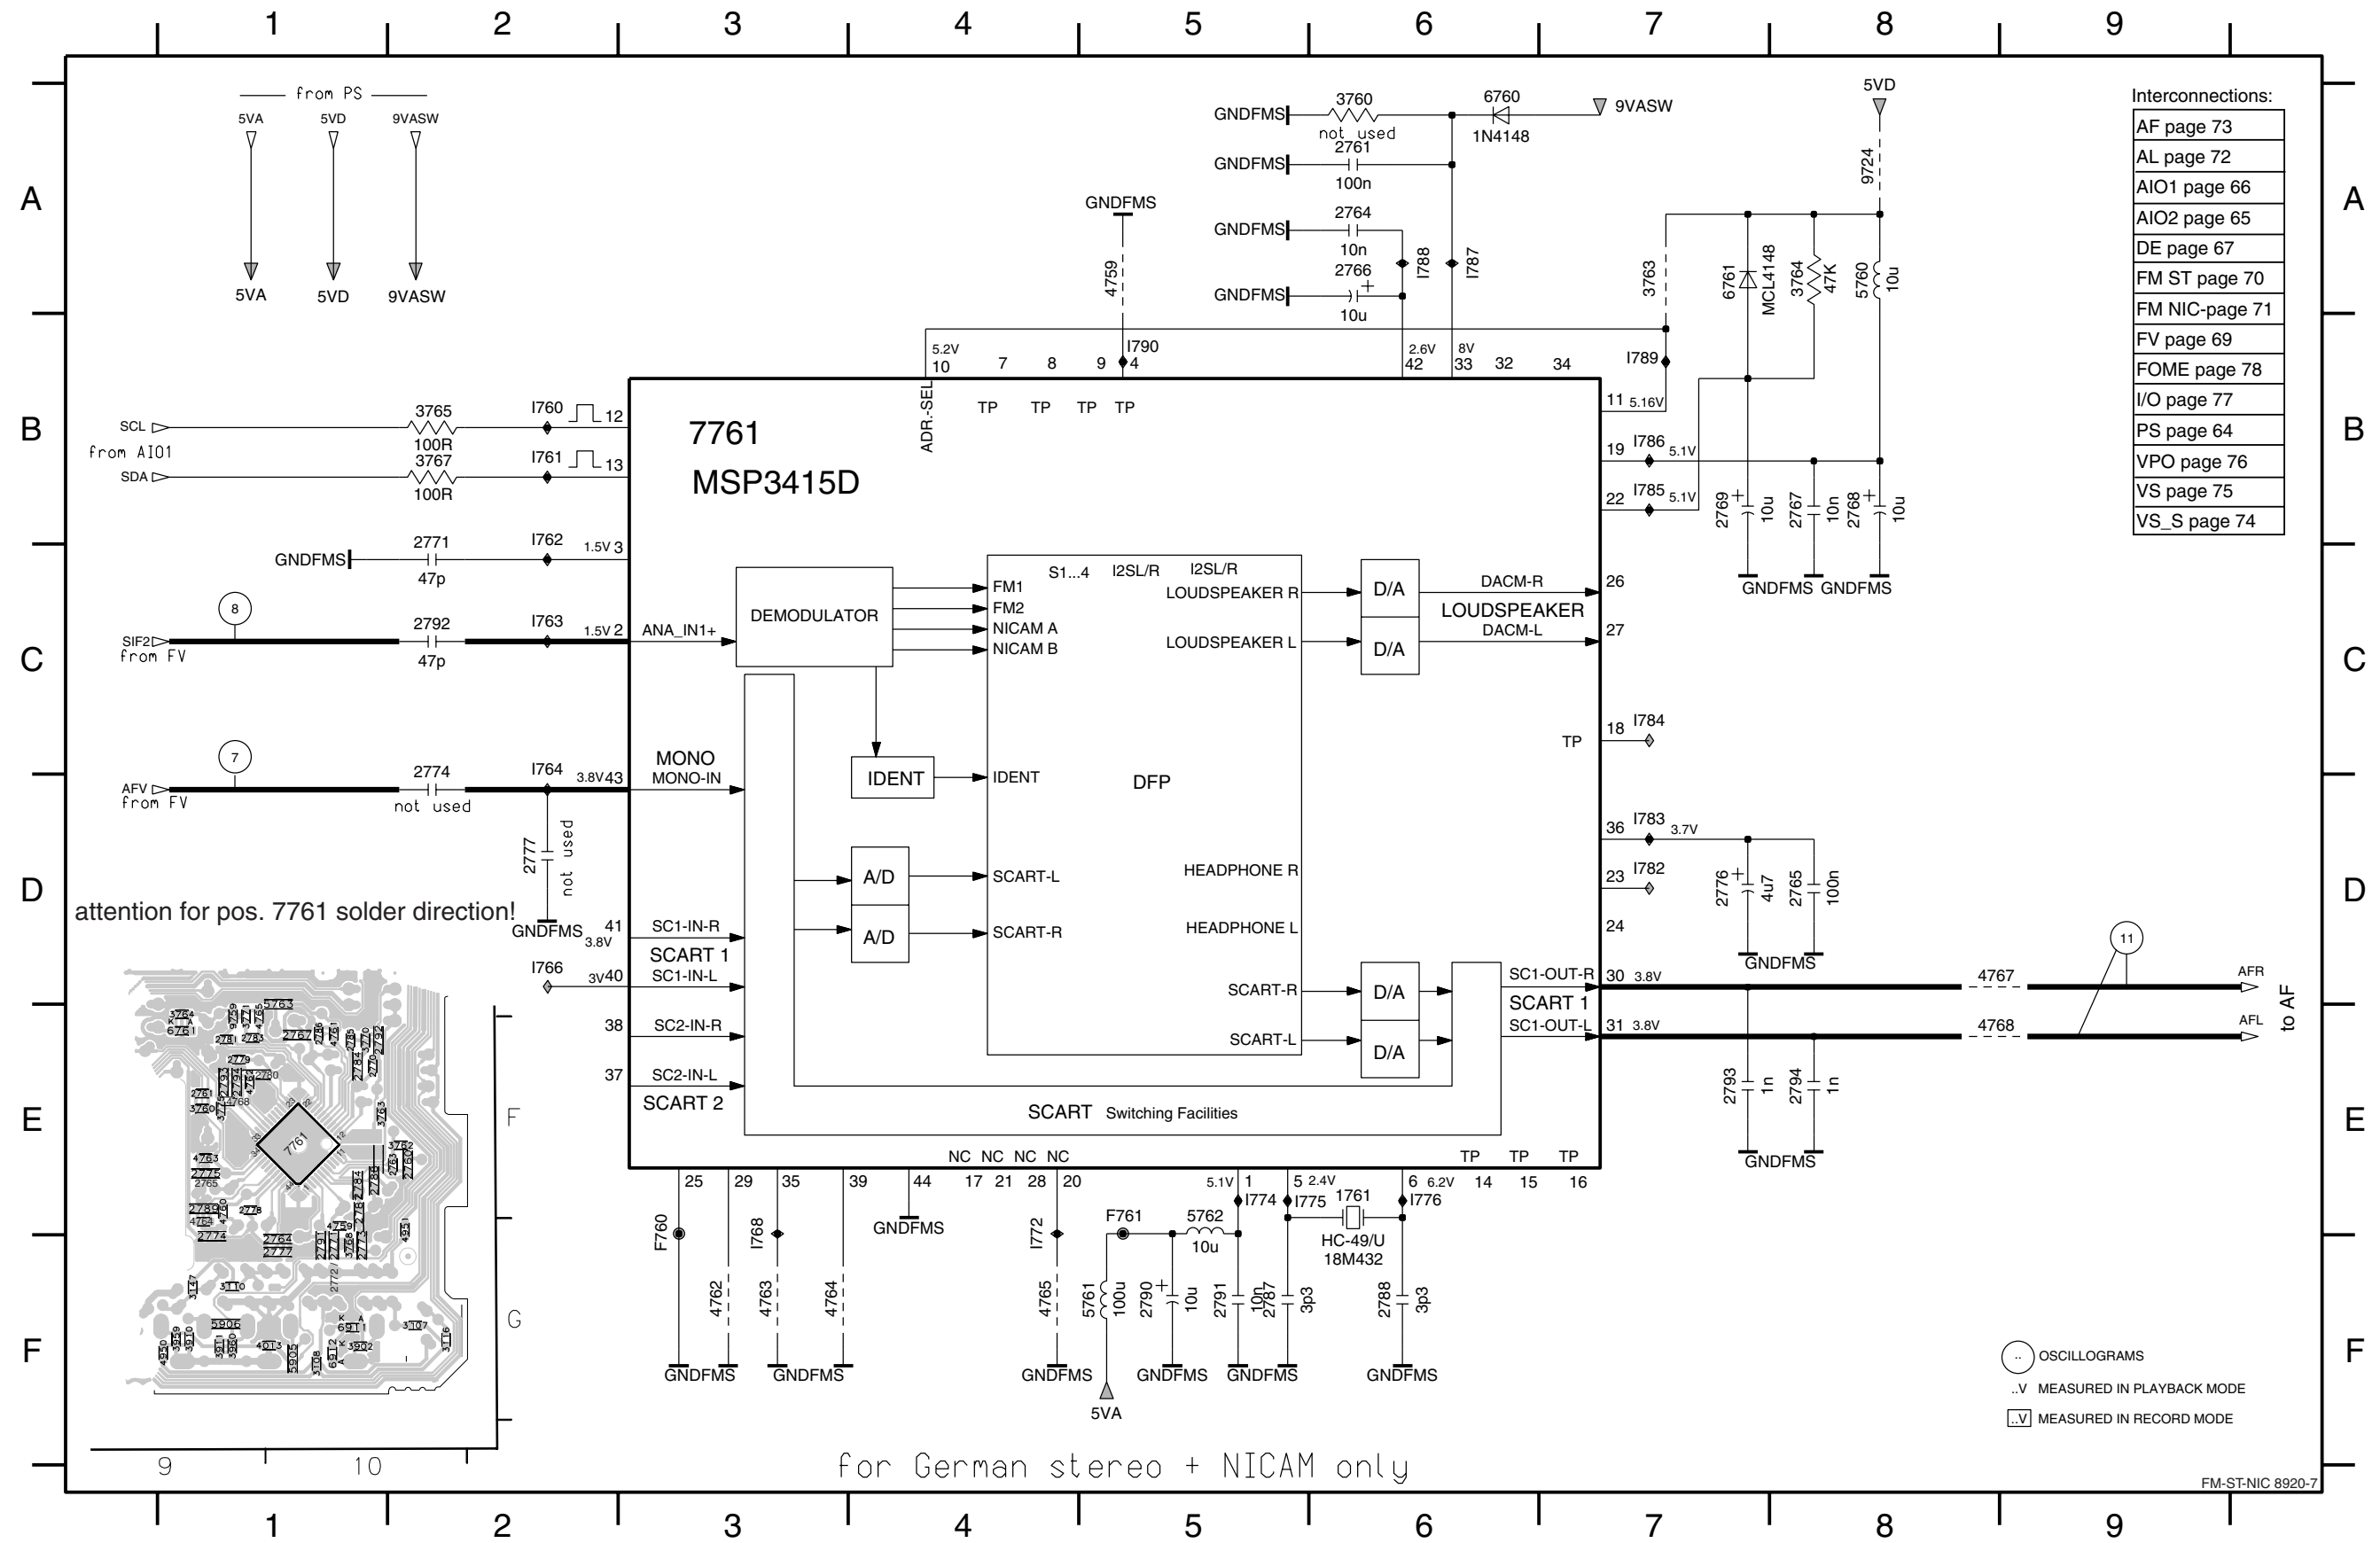 1 2 3 4 5 6 7 8 9
A
B
C
D
E
F
from PS
5VA 5VD 9VASW
5VA 5VD 9VASW
GNDFMS 3760 6760 9VASW
not used 1N4148
GNDFMS 2761
100n
GNDFMS
4759
GNDFMS 2764
10n
GNDFMS 2766 +
10u
I788
I787
5VD
9724
3763
6761
MCL4148
3764
47K
5760
10u
Interconnections:
AF page 73
AL page 72
AIO1 page 66
AIO2 page 65
DE page 67
FM ST page 70
FM NIC-page 71
FV page 69
FOME page 78
I/O page 77
PS page 64
VPO page 76
VS page 75
VS_S page 74
A
B
C
D
E
F
5.2V I790 2.6V 8V I789
10 7 8 9 4 42 33 32 34
ADR.-SEL
TP TP TP TP
11 5.16V
SCL 3765 I760 12
100R
from AIO1
SDA 3767 I761 13
100R
7761
MSP3415D
19 I786 5.1V
22 I785 5.1V
2769 + 10u
2767 10n
2768 + 10u
GNDFMS GNDFMS
GNDFMS 2771 I762 1.5V 3
47p
8
SIF2 2792 I763 1.5V 2 ANA_IN1+
from FV 47p
DEMODULATOR
S1...4 I2SL/R I2SL/R
FM1
FM2
NICAM A
NICAM B
LOUDSPEAKER R D/A DACM-R 26
LOUDSPEAKER
LOUDSPEAKER L D/A DACM-L 27
TP 18 I784
7
AFV 2774 I764 3.8V 43
from FV not used
MONO
MONO-IN
IDENT IDENT
DFP
36 I783 3.7V
23 I782
24
2776 + 4u7
2765 100n
GNDFMS
2777
not used
GNDFMS
attention for pos. 7761 solder direction!
41 SC1-IN-R
3.8V
SCART 1
I766 3V 40 SC1-IN-L
38 SC2-IN-R
37 SC2-IN-L
SCART 2
A/D SCART-L
A/D SCART-R
HEADPHONE R
HEADPHONE L
SCART-R D/A
SCART-L D/A
SC1-OUT-R 30 3.8V 4767 AFR
SCART 1
SC1-OUT-L 31 3.8V 4768 AFL
to AF
11
2793 1n
2794 1n
GNDFMS
SCART Switching Facilities
NC NC NC NC TP TP TP
25 29 35 39 44 17 21 28 20 5.1V 1 5 2.4V 6 6.2V 14 15 16
GNDFMS
F760
I768
I772
F761 5762 I774 I775 1761 I776
10u HC-49/U
18M432
4762
4763
4764
4765
5761 100u
2790 + 10u
2791 10n
2787 3p3
2788 3p3
GNDFMS GNDFMS GNDFMS GNDFMS GNDFMS GNDFMS
5VA
7761
F
G
9 10
for German stereo + NICAM only
.. OSCILLOGRAMS
..V MEASURED IN PLAYBACK MODE
..V MEASURED IN RECORD MODE
FM-ST-NIC 8920-7
1 2 3 4 5 6 7 8 9